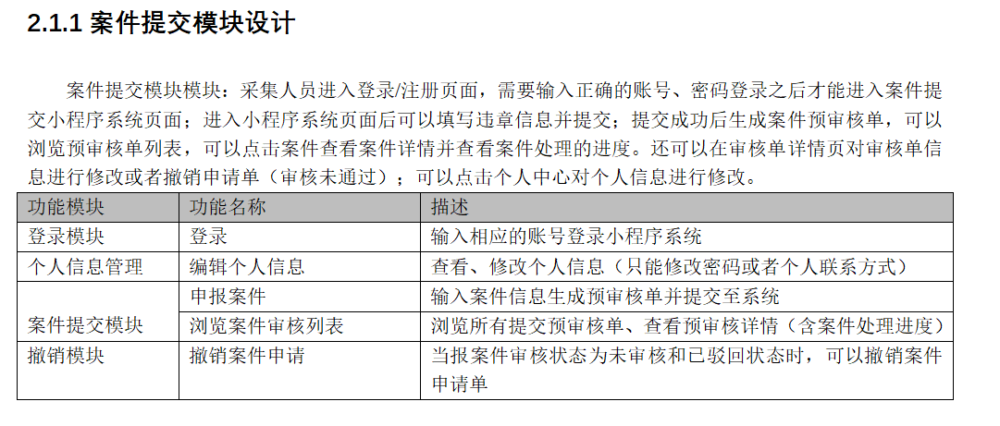 2.1.1 案件提交模块设计
案件提交模块模块：采集人员进入登录/注册页面，需要输入正确的账号、密码登录之后才能进入案件提
交小程序系统页面；进入小程序系统页面后可以填写违章信息并提交；提交成功后生成案件预审核单，可以
浏览预审核单列表，可以点击案件查看案件详情并查看案件处理的进度。还可以在审核单详情页对审核单信
息进行修改或者撤销申请单（审核未通过）；可以点击个人中心对个人信息进行修改。
功能模块 功能名称 描述
登录模块 登录 输入相应的账号登录小程序系统
个人信息管理 编辑个人信息 查看、修改个人信息（只能修改密码或者个人联系方式）
申报案件 输入案件信息生成预审核单并提交至系统
案件提交模块 浏览案件审核列表 浏览所有提交预审核单、查看预审核详情（含案件处理进度）
撤销模块 撤销案件申请 当报案件审核状态为未审核和已驳回状态时，可以撤销案件
申请单